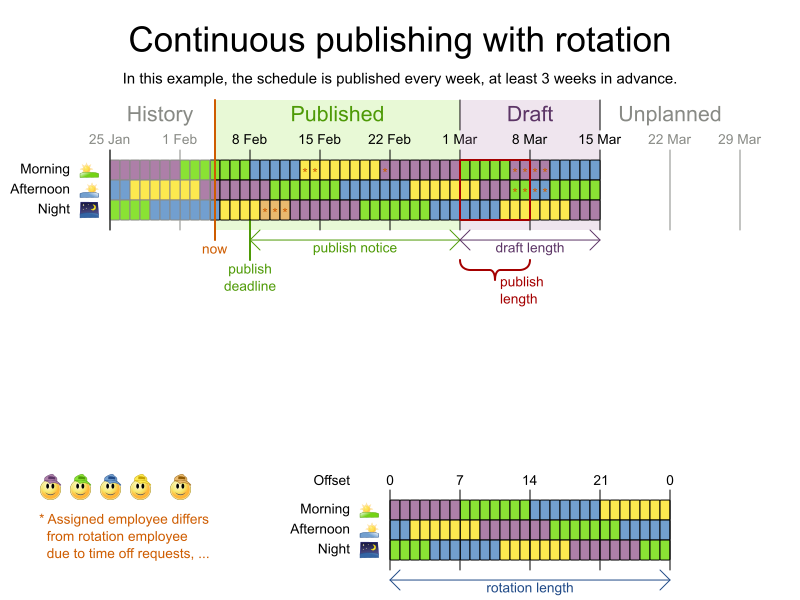 Continuous publishing with rotation
In this example, the schedule is published every week, at least 3 weeks in advance.
History Published Draft Unplanned
25 Jan 1 Feb 8 Feb 15 Feb 22 Feb 1 Mar 8 Mar 15 Mar 22 Mar 29 Mar
Morning * * * * * * *
Afternoon * * * *
Night * * *
now publish notice draft length
publish
deadline
publish
length
Offset 0 7 14 21 0
Morning
Afternoon
Night
rotation length
* Assigned employee differs
from rotation employee
due to time off requests, ...